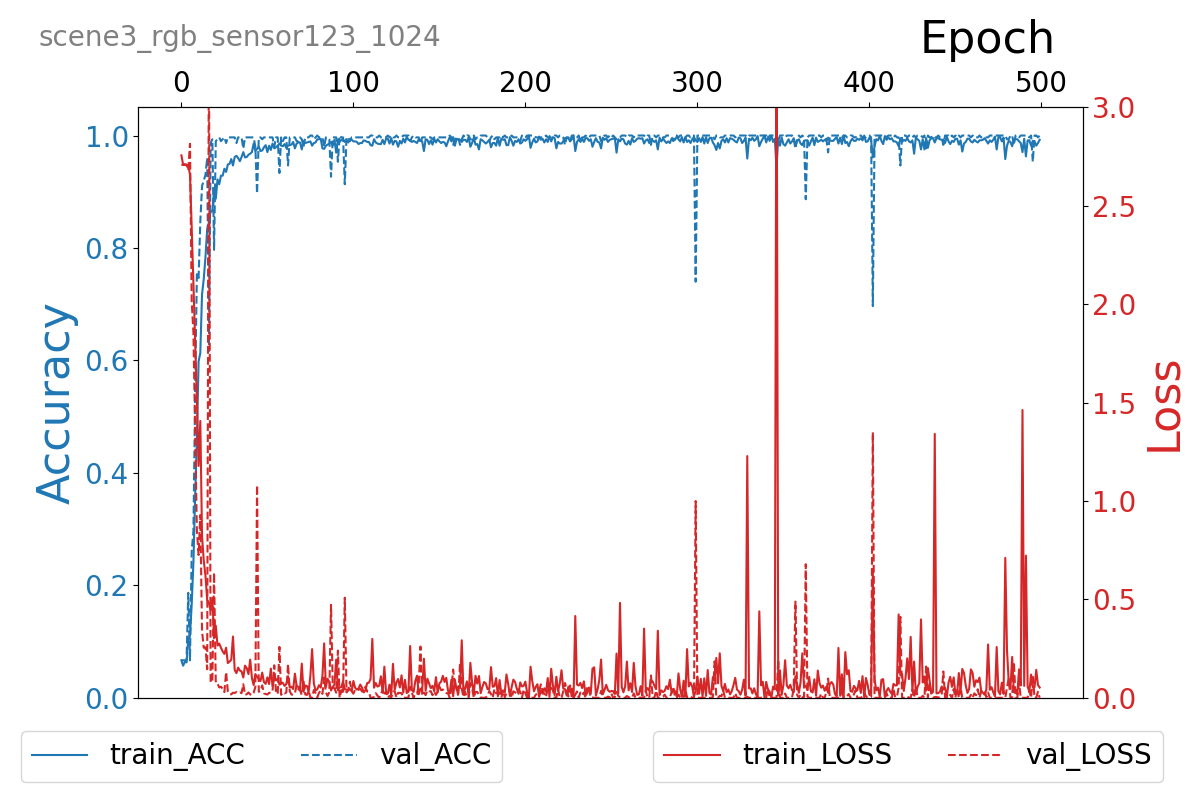 scene3_rgb_sensor123_1024
Epoch
0 100 200 300 400 500
1.0
0.8
0.6
0.4
0.2
0.0
Accuracy
3.0
2.5
2.0
1.5
1.0
0.5
0.0
Loss
train_ACC val_ACC
train_LOSS val_LOSS